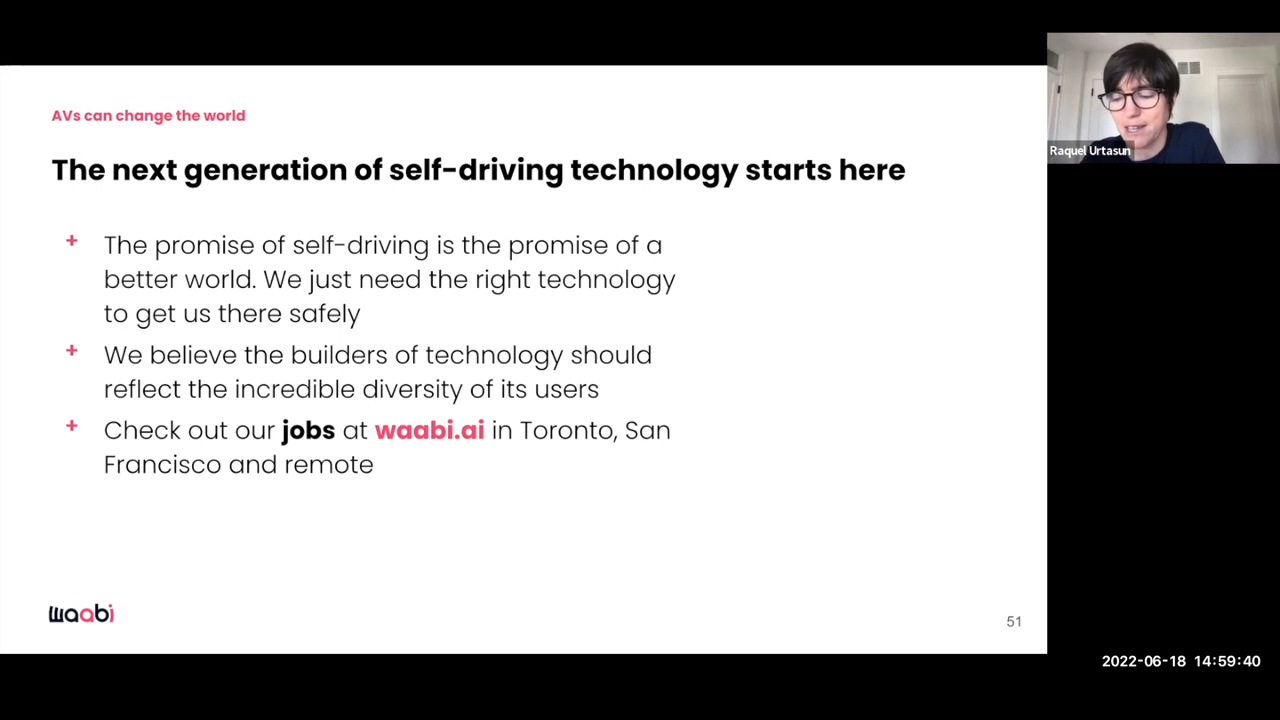 AVs can change the world
The next generation of self-driving technology starts here
+ The promise of self-driving is the promise of a
better world. We just need the right technology
to get us there safely
+ We believe the builders of technology should
reflect the incredible diversity of its users
+ Check out our jobs at waabi.ai in Toronto, San
Francisco and remote
waabi
51
Raquel Urtasun
2022-06-18 14:59:40